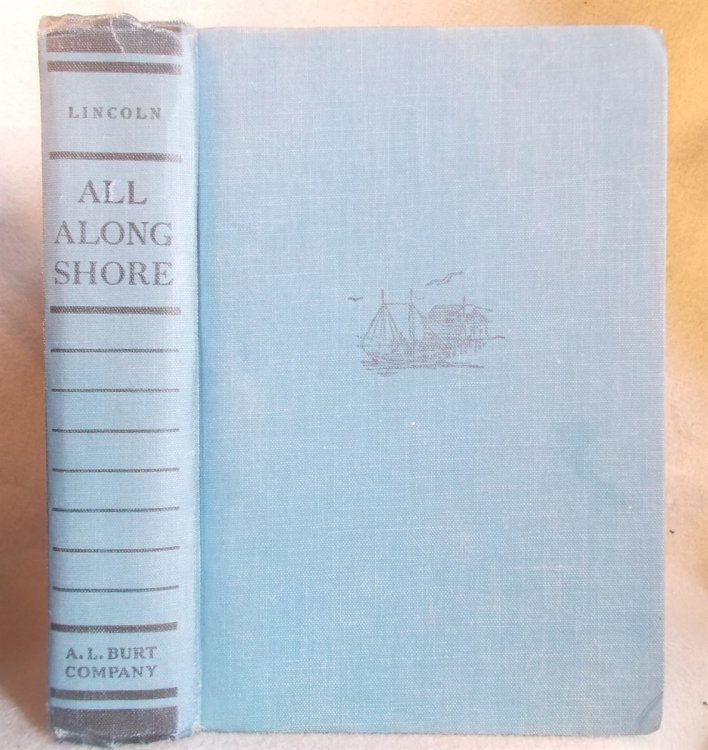 LINCOLN
ALL
ALONG
SHORE
A.L. BURT
COMPANY